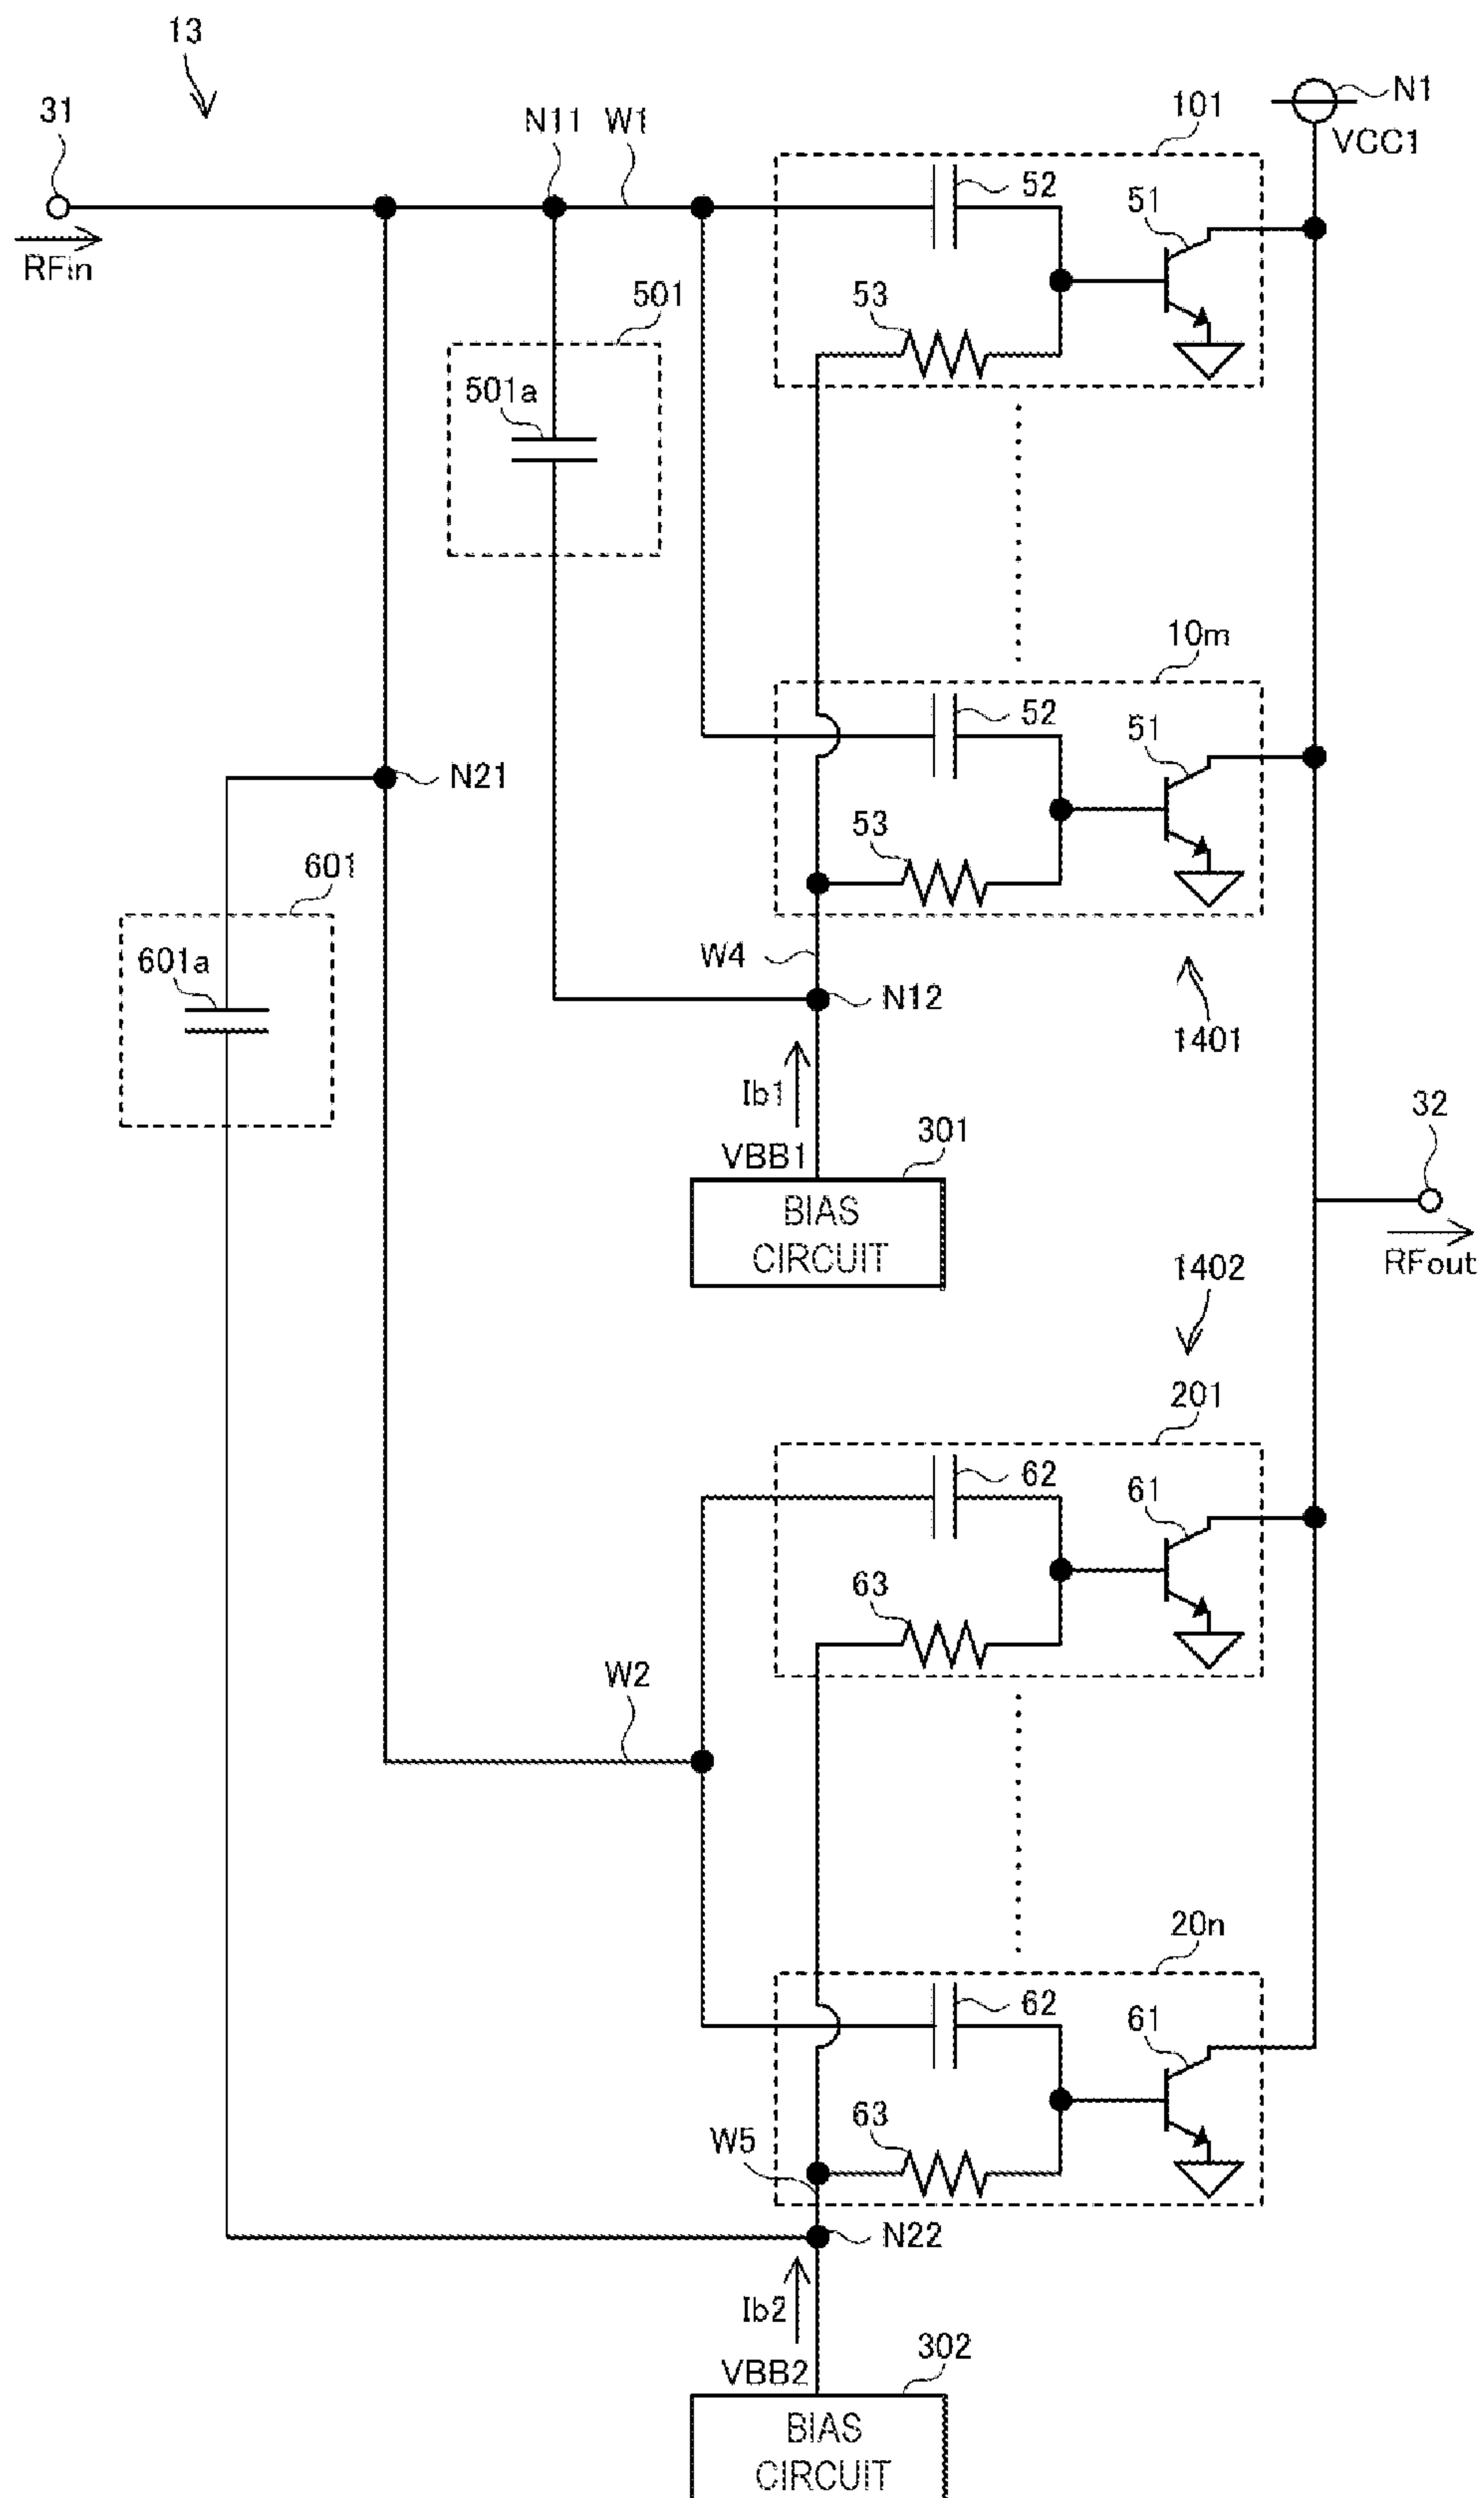 13
31
N11
W1
101
N1
VCC1
52
51
RFin
53
501
501a
10m
52
51
N21
53
601
601a
W4
N12
1401
Ib1
VBB1
301
32
BIAS
CIRCUIT
RFout
1402
201
62
61
63
W2
20n
62
61
63
W5
N22
Ib2
VBB2
302
BIAS
CIRCUIT